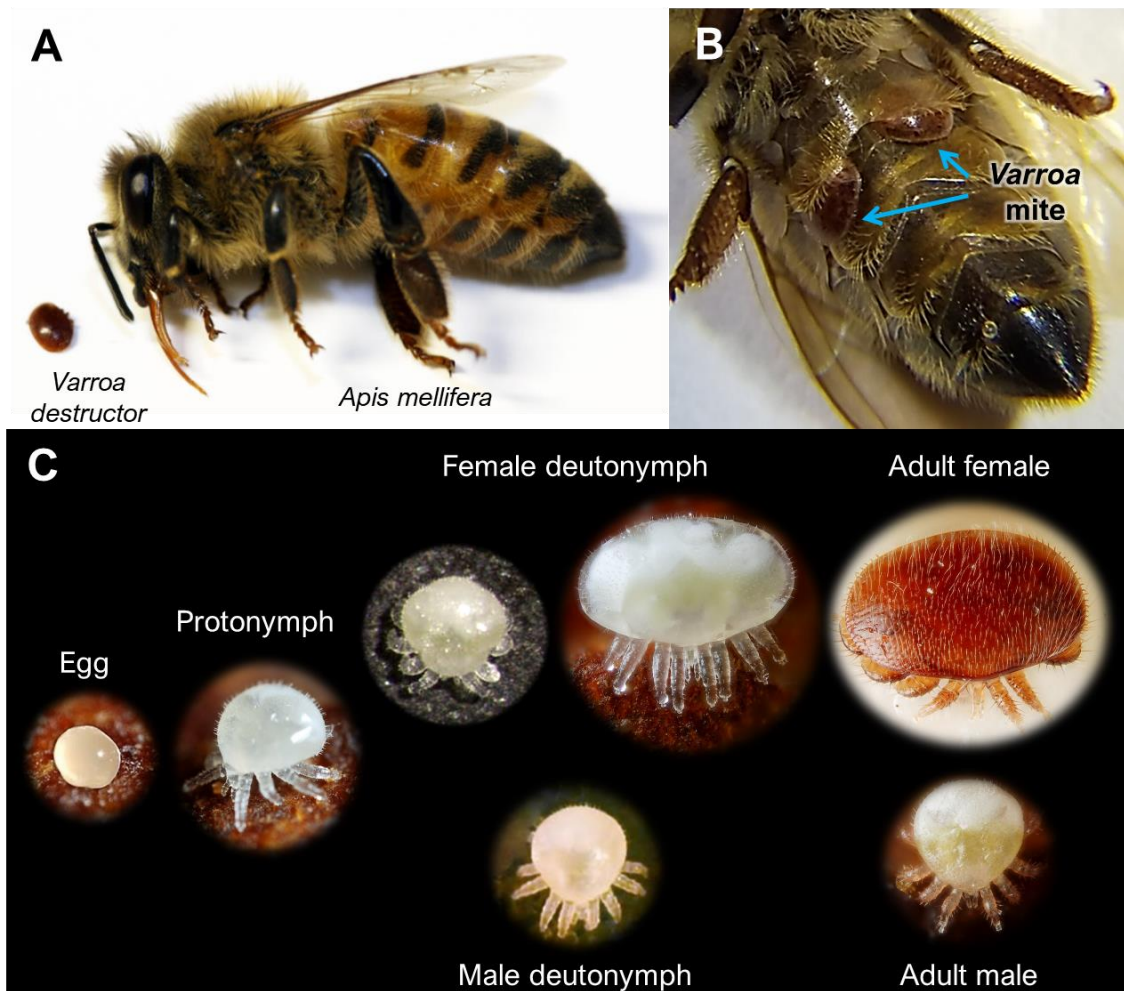 A
Varroa
destructor
Apis mellifera
B
Varroa
mite
C
Female deutonymph
Adult female
Protonymph
Egg
Male deutonymph
Adult male